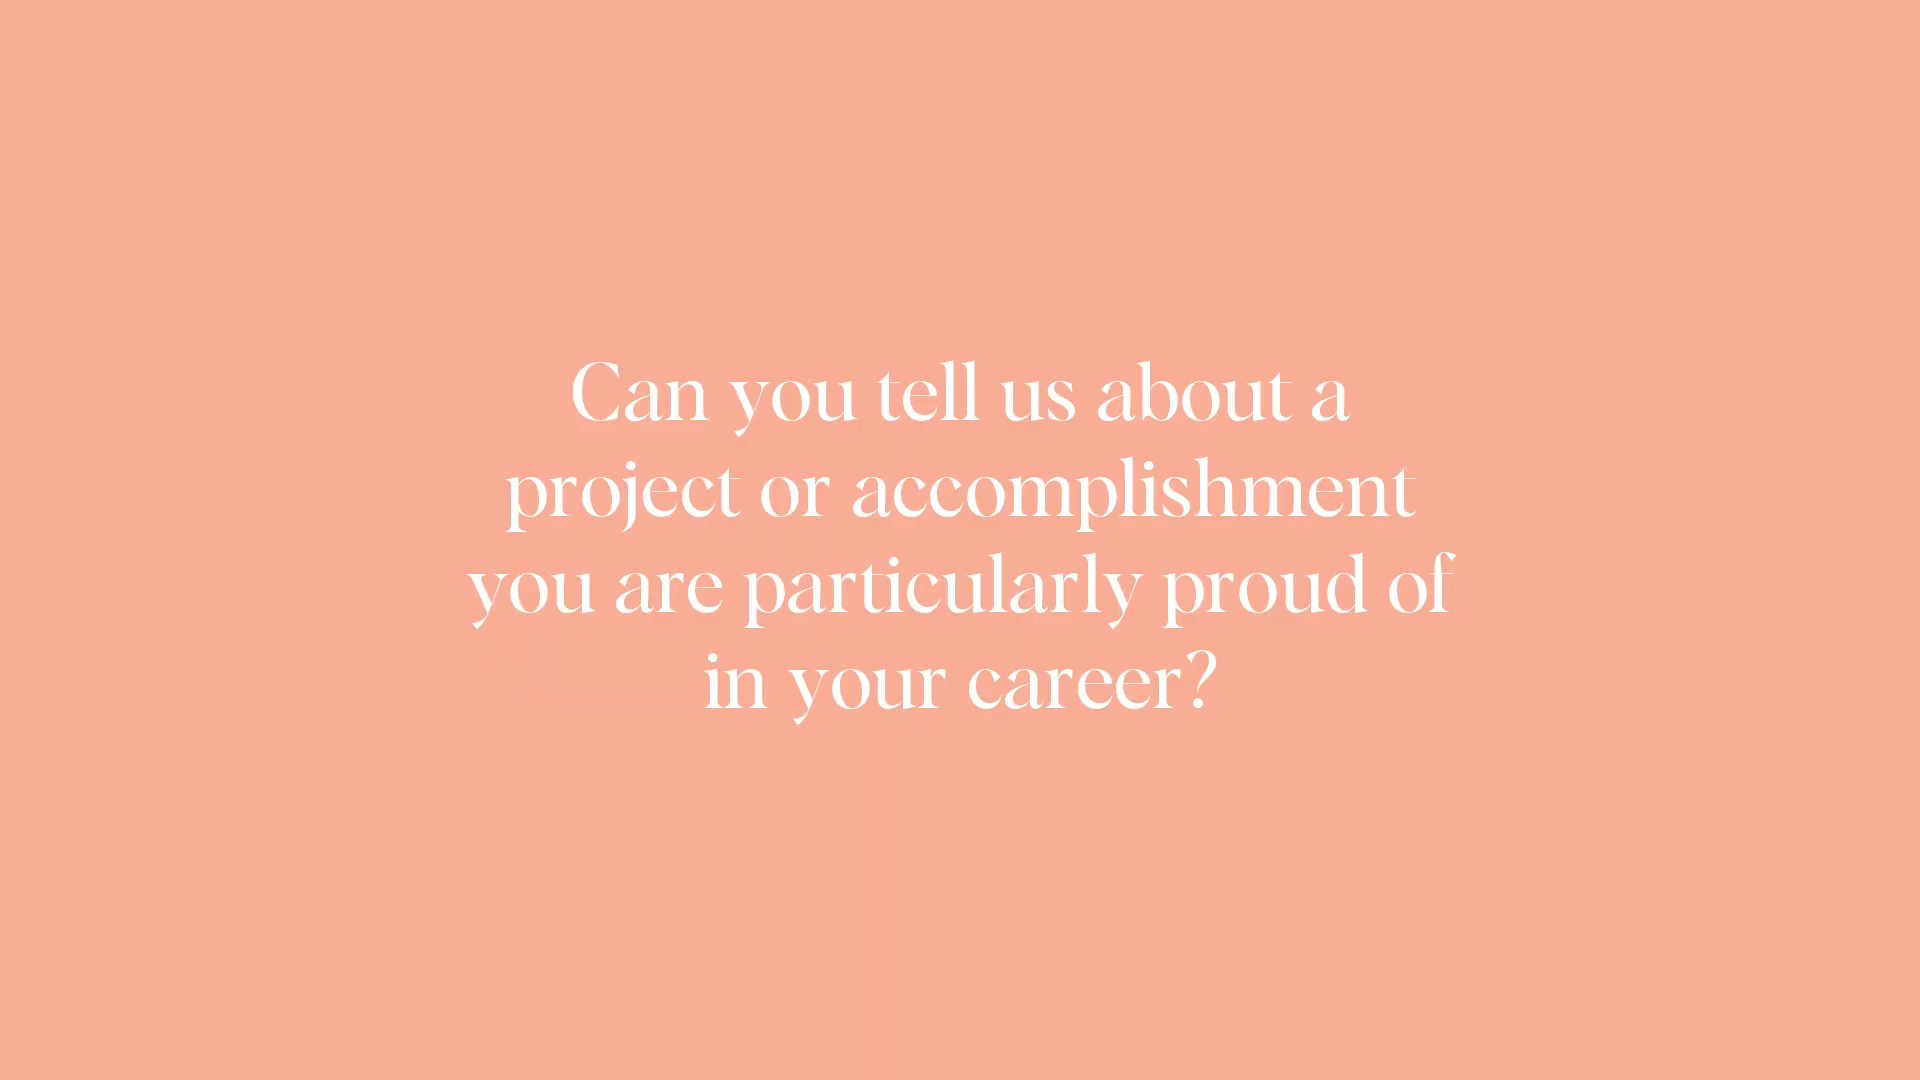 Can you tell us about a
project or accomplishment
you are particularly proud of
in your career?